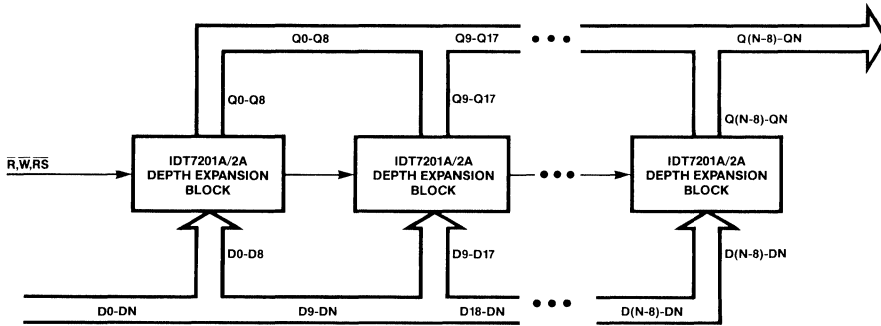 Q0-Q8
Q9-Q17
Q(N-8)-QN
Q0-Q8
Q9-Q17
Q(N-8)-QN
R,W,RS
IDT7201A/2A
DEPTH EXPANSION
BLOCK
IDT7201A/2A
DEPTH EXPANSION
BLOCK
IDT7201A/2A
DEPTH EXPANSION
BLOCK
D0-D8
D9-D17
D(N-8)-DN
D0-DN
D9-DN
D18-DN
D(N-8)-DN